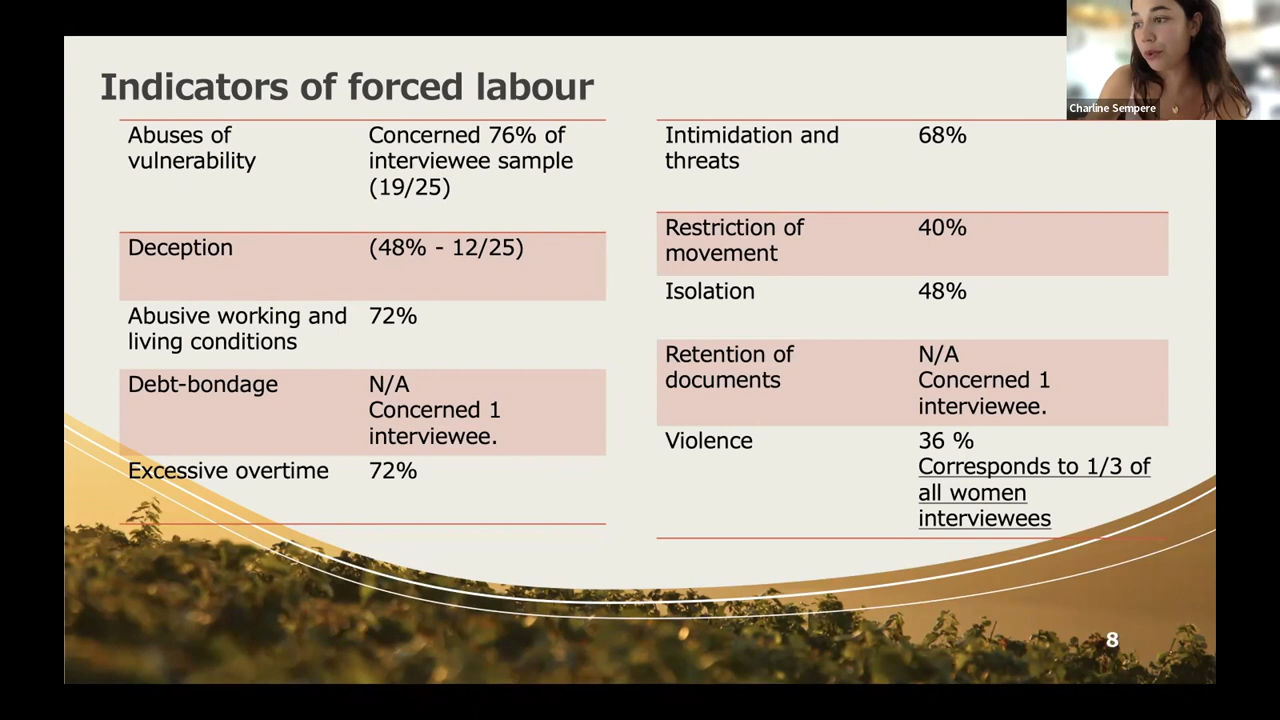 Indicators of forced labour
Charline Sempere
Abuses of
vulnerability
Concerned 76% of
interviewee sample
(19/25)
Deception
(48% - 12/25)
Abusive working and
living conditions
72%
Debt-bondage
N/A
Concerned 1
interviewee.
Excessive overtime
72%
Intimidation and
threats
68%
Restriction of
movement
40%
Isolation
48%
Retention of
documents
N/A
Concerned 1
interviewee.
Violence
36 %
Corresponds to 1/3 of
all women
interviewees
8